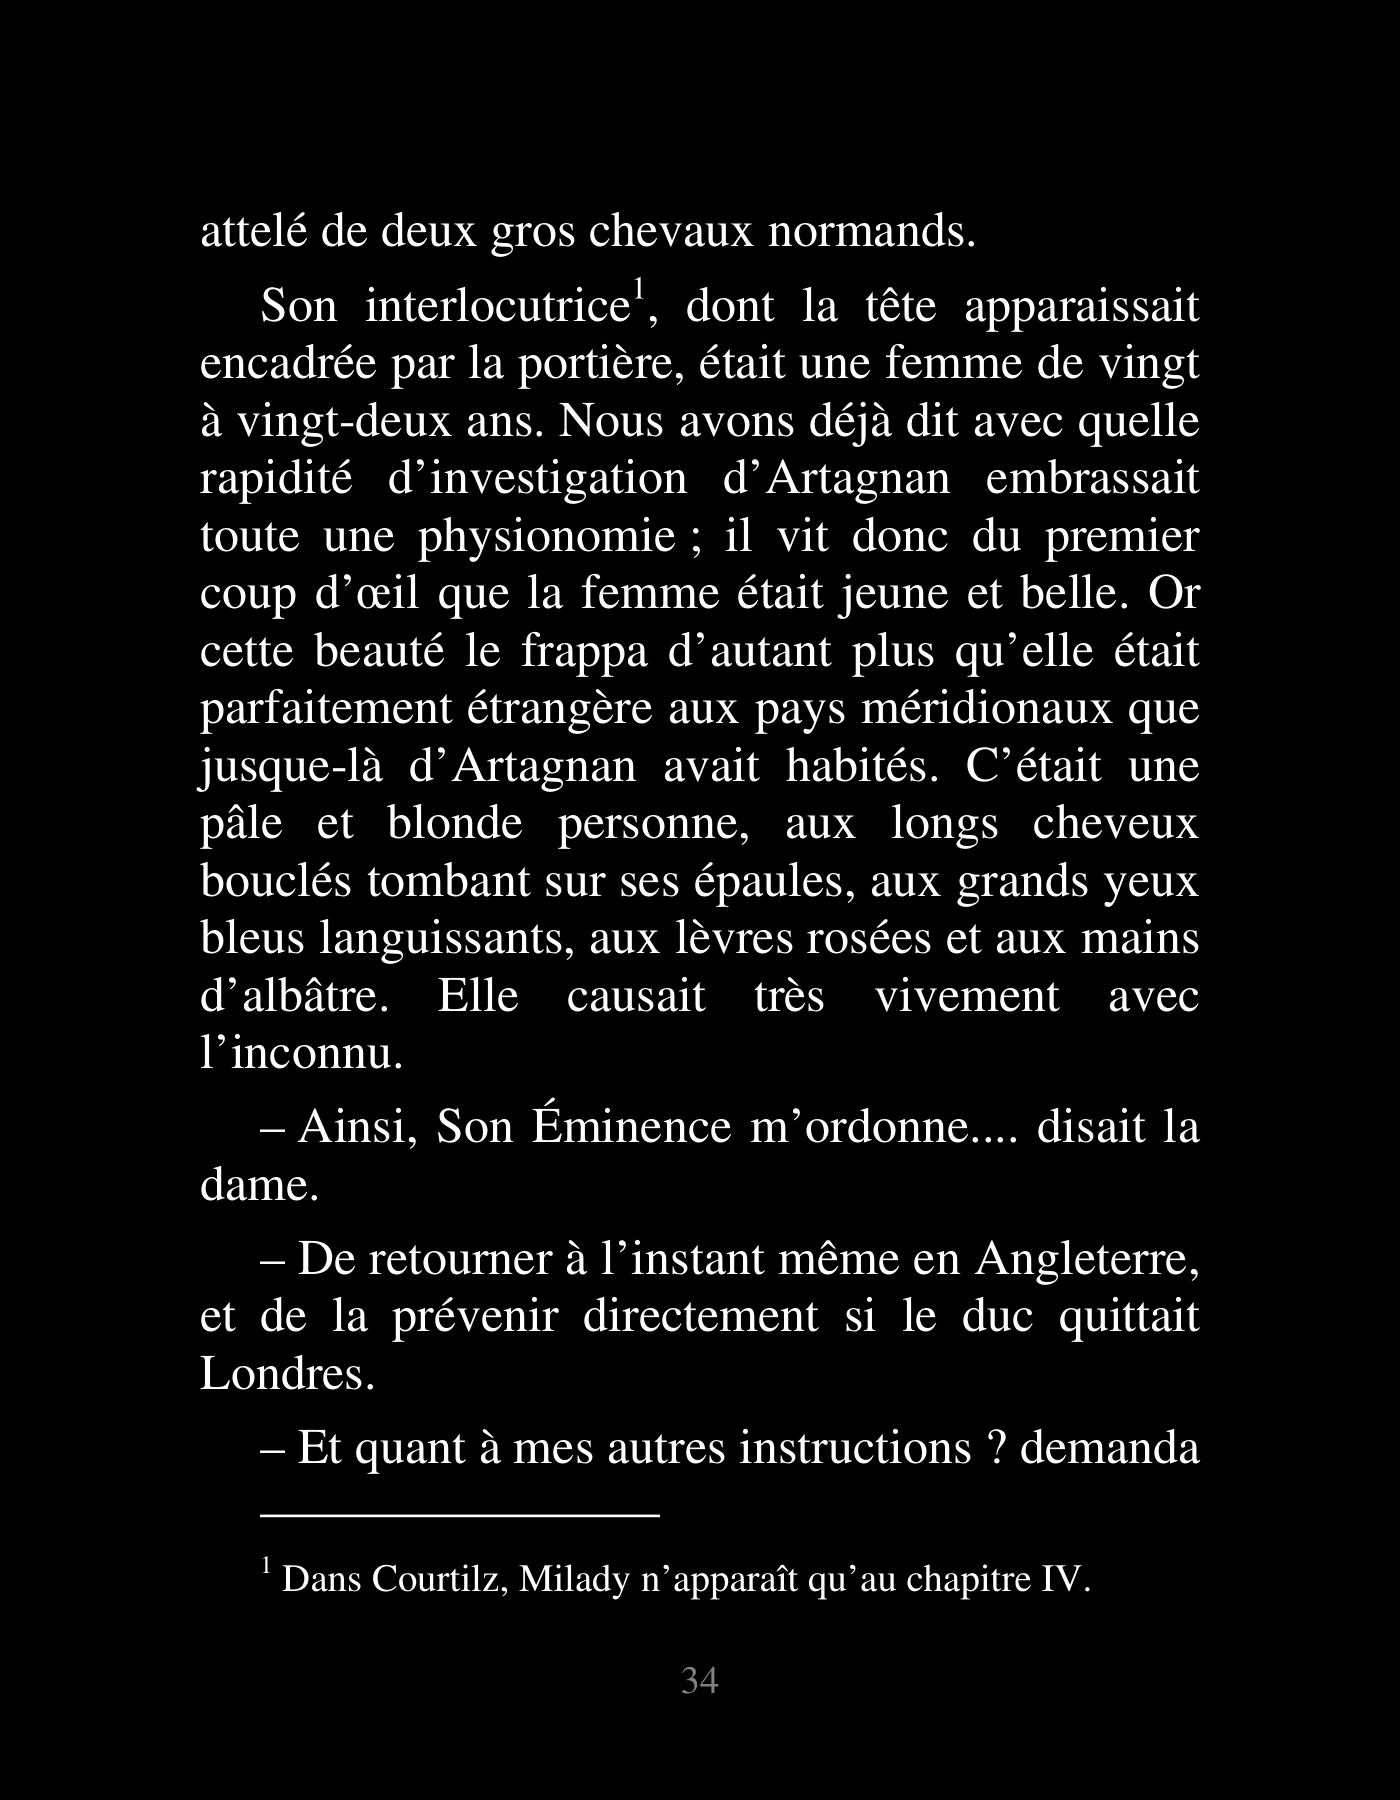 attelé de deux gros chevaux normands.
Son interlocutrice¹, dont la tête apparaissait
encadrée par la portière, était une femme de vingt
à vingt-deux ans. Nous avons déjà dit avec quelle
rapidité d’investigation d’Artagnan embrassait
toute une physionomie ; il vit donc du premier
coup d’œil que la femme était jeune et belle. Or
cette beauté le frappa d’autant plus qu’elle était
parfaitement étrangère aux pays méridionaux que
jusque-là d’Artagnan avait habités. C’était une
pâle et blonde personne, aux longs cheveux
bouclés tombant sur ses épaules, aux grands yeux
bleus languissants, aux lèvres rosées et aux mains
d’albâtre. Elle causait très vivement avec
l’inconnu.
– Ainsi, Son Éminence m’ordonne.... disait la
dame.
– De retourner à l’instant même en Angleterre,
et de la prévenir directement si le duc quittait
Londres.
– Et quant à mes autres instructions ? demanda
¹ Dans Courtilz, Milady n’apparaît qu’au chapitre IV.
34